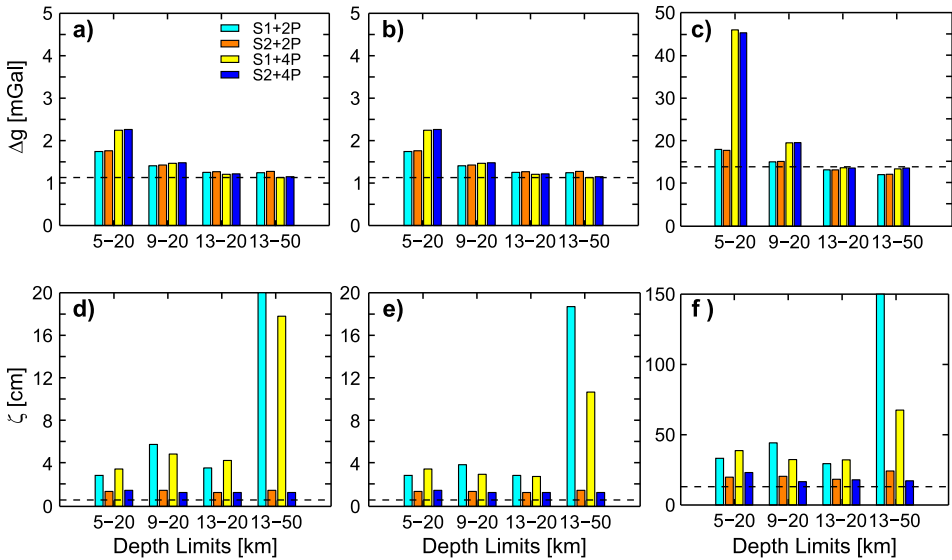 a)
b)
c)
S1+2P
S2+2P
S1+4P
S2+4P
Δg [mGal]
5
4
3
2
1
0
5−20 9−20 13−20 13−50
5
4
3
2
1
0
5−20 9−20 13−20 13−50
50
40
30
20
10
0
5−20 9−20 13−20 13−50
d)
e)
f )
ζ [cm]
20
16
12
8
4
0
5−20 9−20 13−20 13−50
Depth Limits [km]
20
16
12
8
4
0
5−20 9−20 13−20 13−50
Depth Limits [km]
150
100
50
0
5−20 9−20 13−20 13−50
Depth Limits [km]